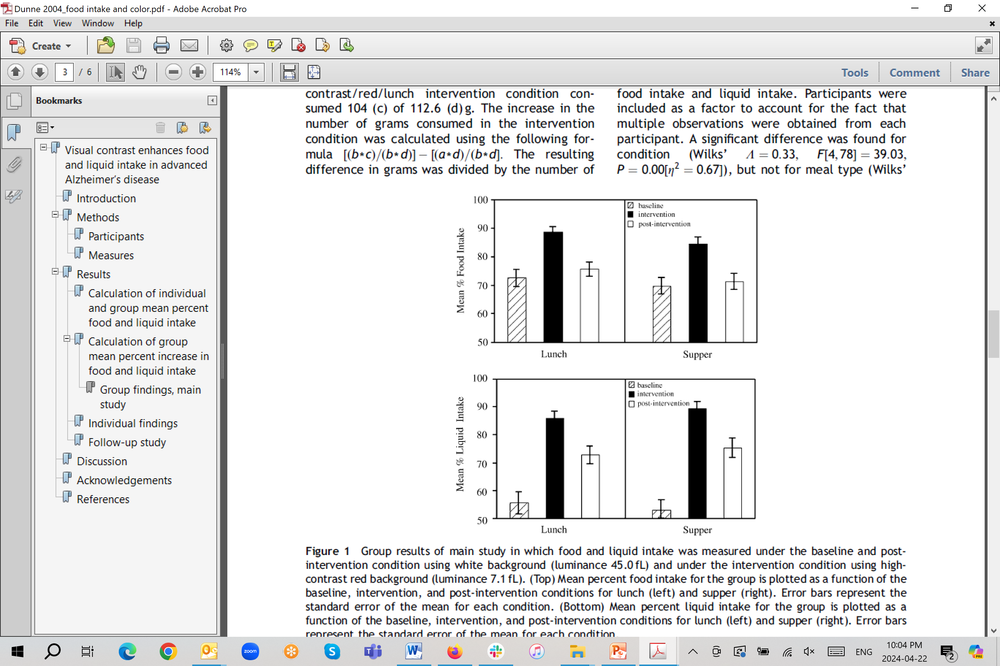 Dunne 2004_food intake and color.pdf - Adobe Acrobat Pro
File Edit View Window Help
Create
3 / 6 114% Tools Comment Share
Bookmarks
Visual contrast enhances food
and liquid intake in advanced
Alzheimer's disease
Introduction
Methods
Participants
Measures
Results
Calculation of individual
and group mean percent
food and liquid intake
Calculation of group
mean percent increase in
food and liquid intake
Group findings, main
study
Individual findings
Follow-up study
Discussion
Acknowledgements
References
contrast/red/lunch intervention condition con-
sumed 104 (c) of 112.6 (d) g. The increase in the
number of grams consumed in the intervention
condition was calculated using the following for-
mula [(b*c)/(b*d)] – [(a*d)/(b*d]. The resulting
difference in grams was divided by the number of
food intake and liquid intake. Participants were
included as a factor to account for the fact that
multiple observations were obtained from each
participant. A significant difference was found for
condition (Wilks' Λ = 0.33, F[4,78] = 39.03,
P = 0.00[η² = 0.67]), but not for meal type (Wilks'
Mean % Food Intake
100
90
80
70
60
50
baseline
intervention
post-intervention
Lunch
Supper
Mean % Liquid Intake
100
90
80
70
60
50
baseline
intervention
post-intervention
Lunch
Supper
Figure 1 Group results of main study in which food and liquid intake was measured under the baseline and post-
intervention condition using white background (luminance 45.0 fL) and under the intervention condition using high-
contrast red background (luminance 7.1 fL). (Top) Mean percent food intake for the group is plotted as a function of the
baseline, intervention, and post-intervention conditions for lunch (left) and supper (right). Error bars represent the
standard error of the mean for each condition. (Bottom) Mean percent liquid intake for the group is plotted as a
function of the baseline, intervention, and post-intervention conditions for lunch (left) and supper (right). Error bars
represent the standard error of the mean for each condition.
zoom
ENG
10:04 PM
2024-04-22
2
PRE